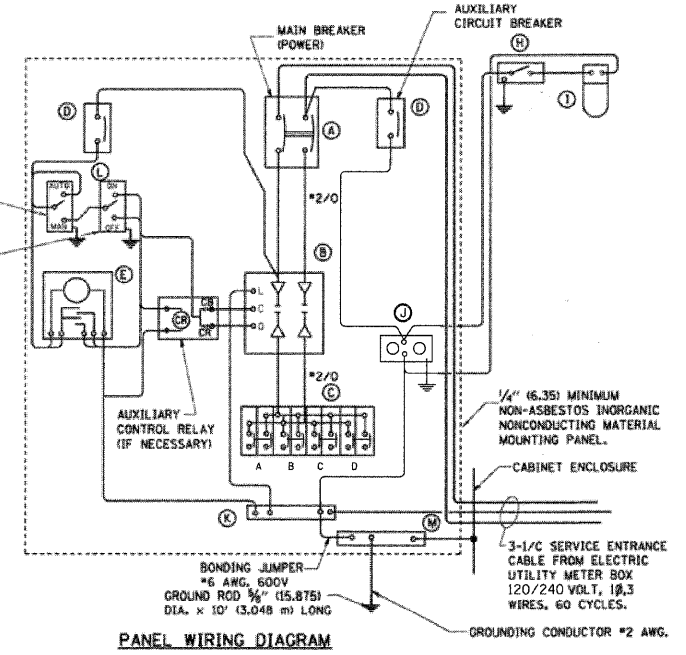 AUXILIARY
CIRCUIT BREAKER
MAIN BREAKER
(POWER)
H
D
A
D
I
L
AUTO
ON
*2/0
MAN
OFF
B
E
L
C
G
CB
CR
CR
J
*2/0
C
AUXILIARY
CONTROL RELAY
(IF NECESSARY)
1/4" (6.35) MINIMUM
NON-ASBESTOS INORGANIC
NONCONDUCTING MATERIAL
MOUNTING PANEL.
A B C D
CABINET ENCLOSURE
K
M
BONDING JUMPER
*6 AWG. 600V
GROUND ROD 5/8" (15.875)
DIA. x 10' (3.048 m) LONG
3-1/C SERVICE ENTRANCE
CABLE FROM ELECTRIC
UTILITY METER BOX
120/240 VOLT, 1Ø,3
WIRES, 60 CYCLES.
GROUNDING CONDUCTOR *2 AWG.
PANEL WIRING DIAGRAM